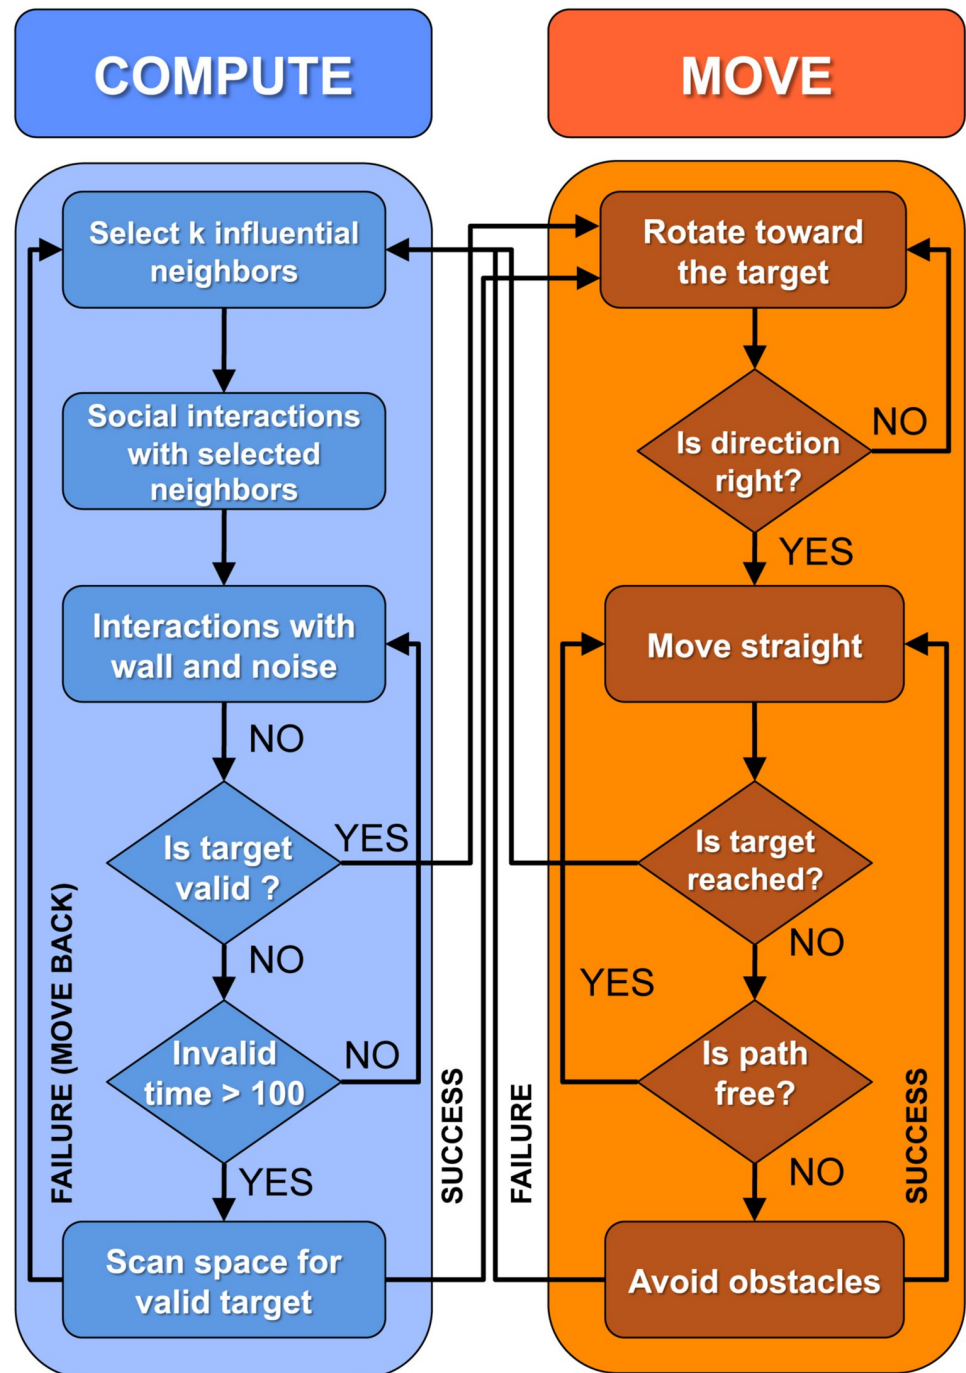 COMPUTE
Select k influential
neighbors
Social interactions
with selected
neighbors
Interactions with
wall and noise
NO
Is target
valid ?
YES
NO
Invalid
time > 100
NO
YES
Scan space for
valid target
FAILURE (MOVE BACK)
SUCCESS
MOVE
Rotate toward
the target
Is direction
right?
NO
YES
Move straight
Is target
reached?
NO
YES
Is path
free?
NO
Avoid obstacles
FAILURE
SUCCESS